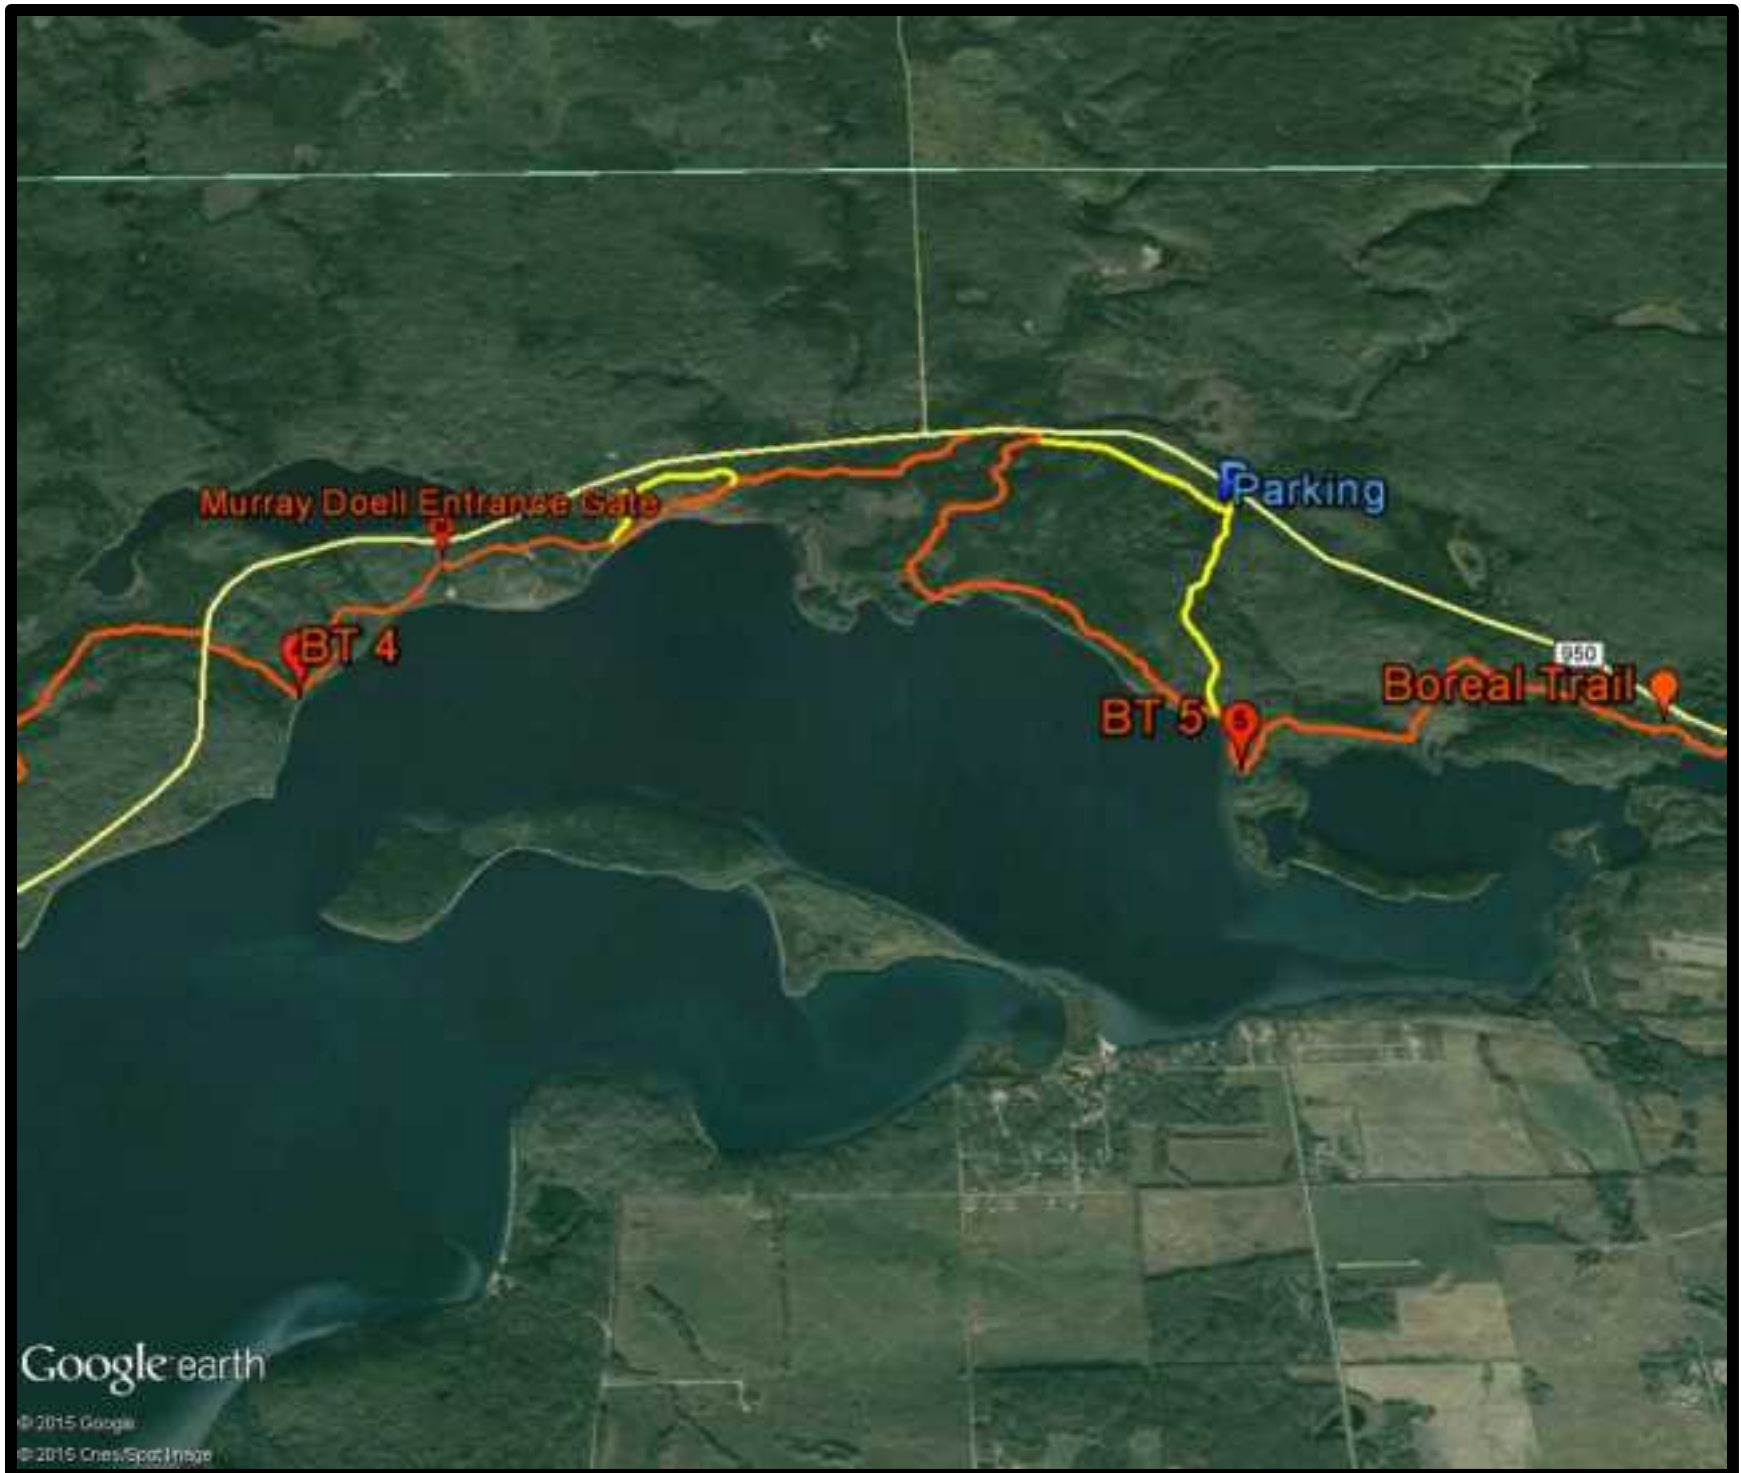 Murray Doell Entrance Gate
Parking
BT 4
950
Boreal Trail
BT 5
5
Google earth
© 2015 Google
© 2015 Cnes/Spot Image